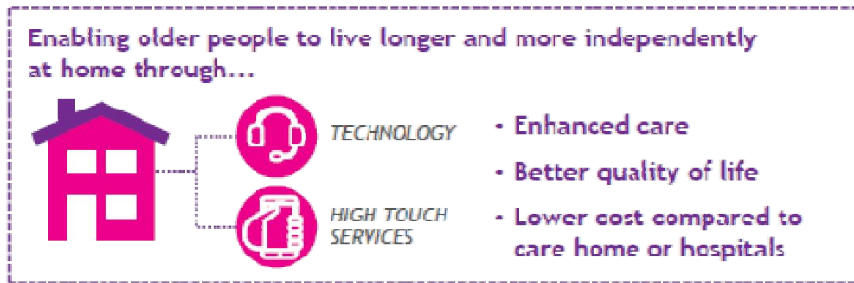 Enabling older people to live longer and more independently
at home through...
TECHNOLOGY
HIGH TOUCH
SERVICES
• Enhanced care
• Better quality of life
• Lower cost compared to
care home or hospitals